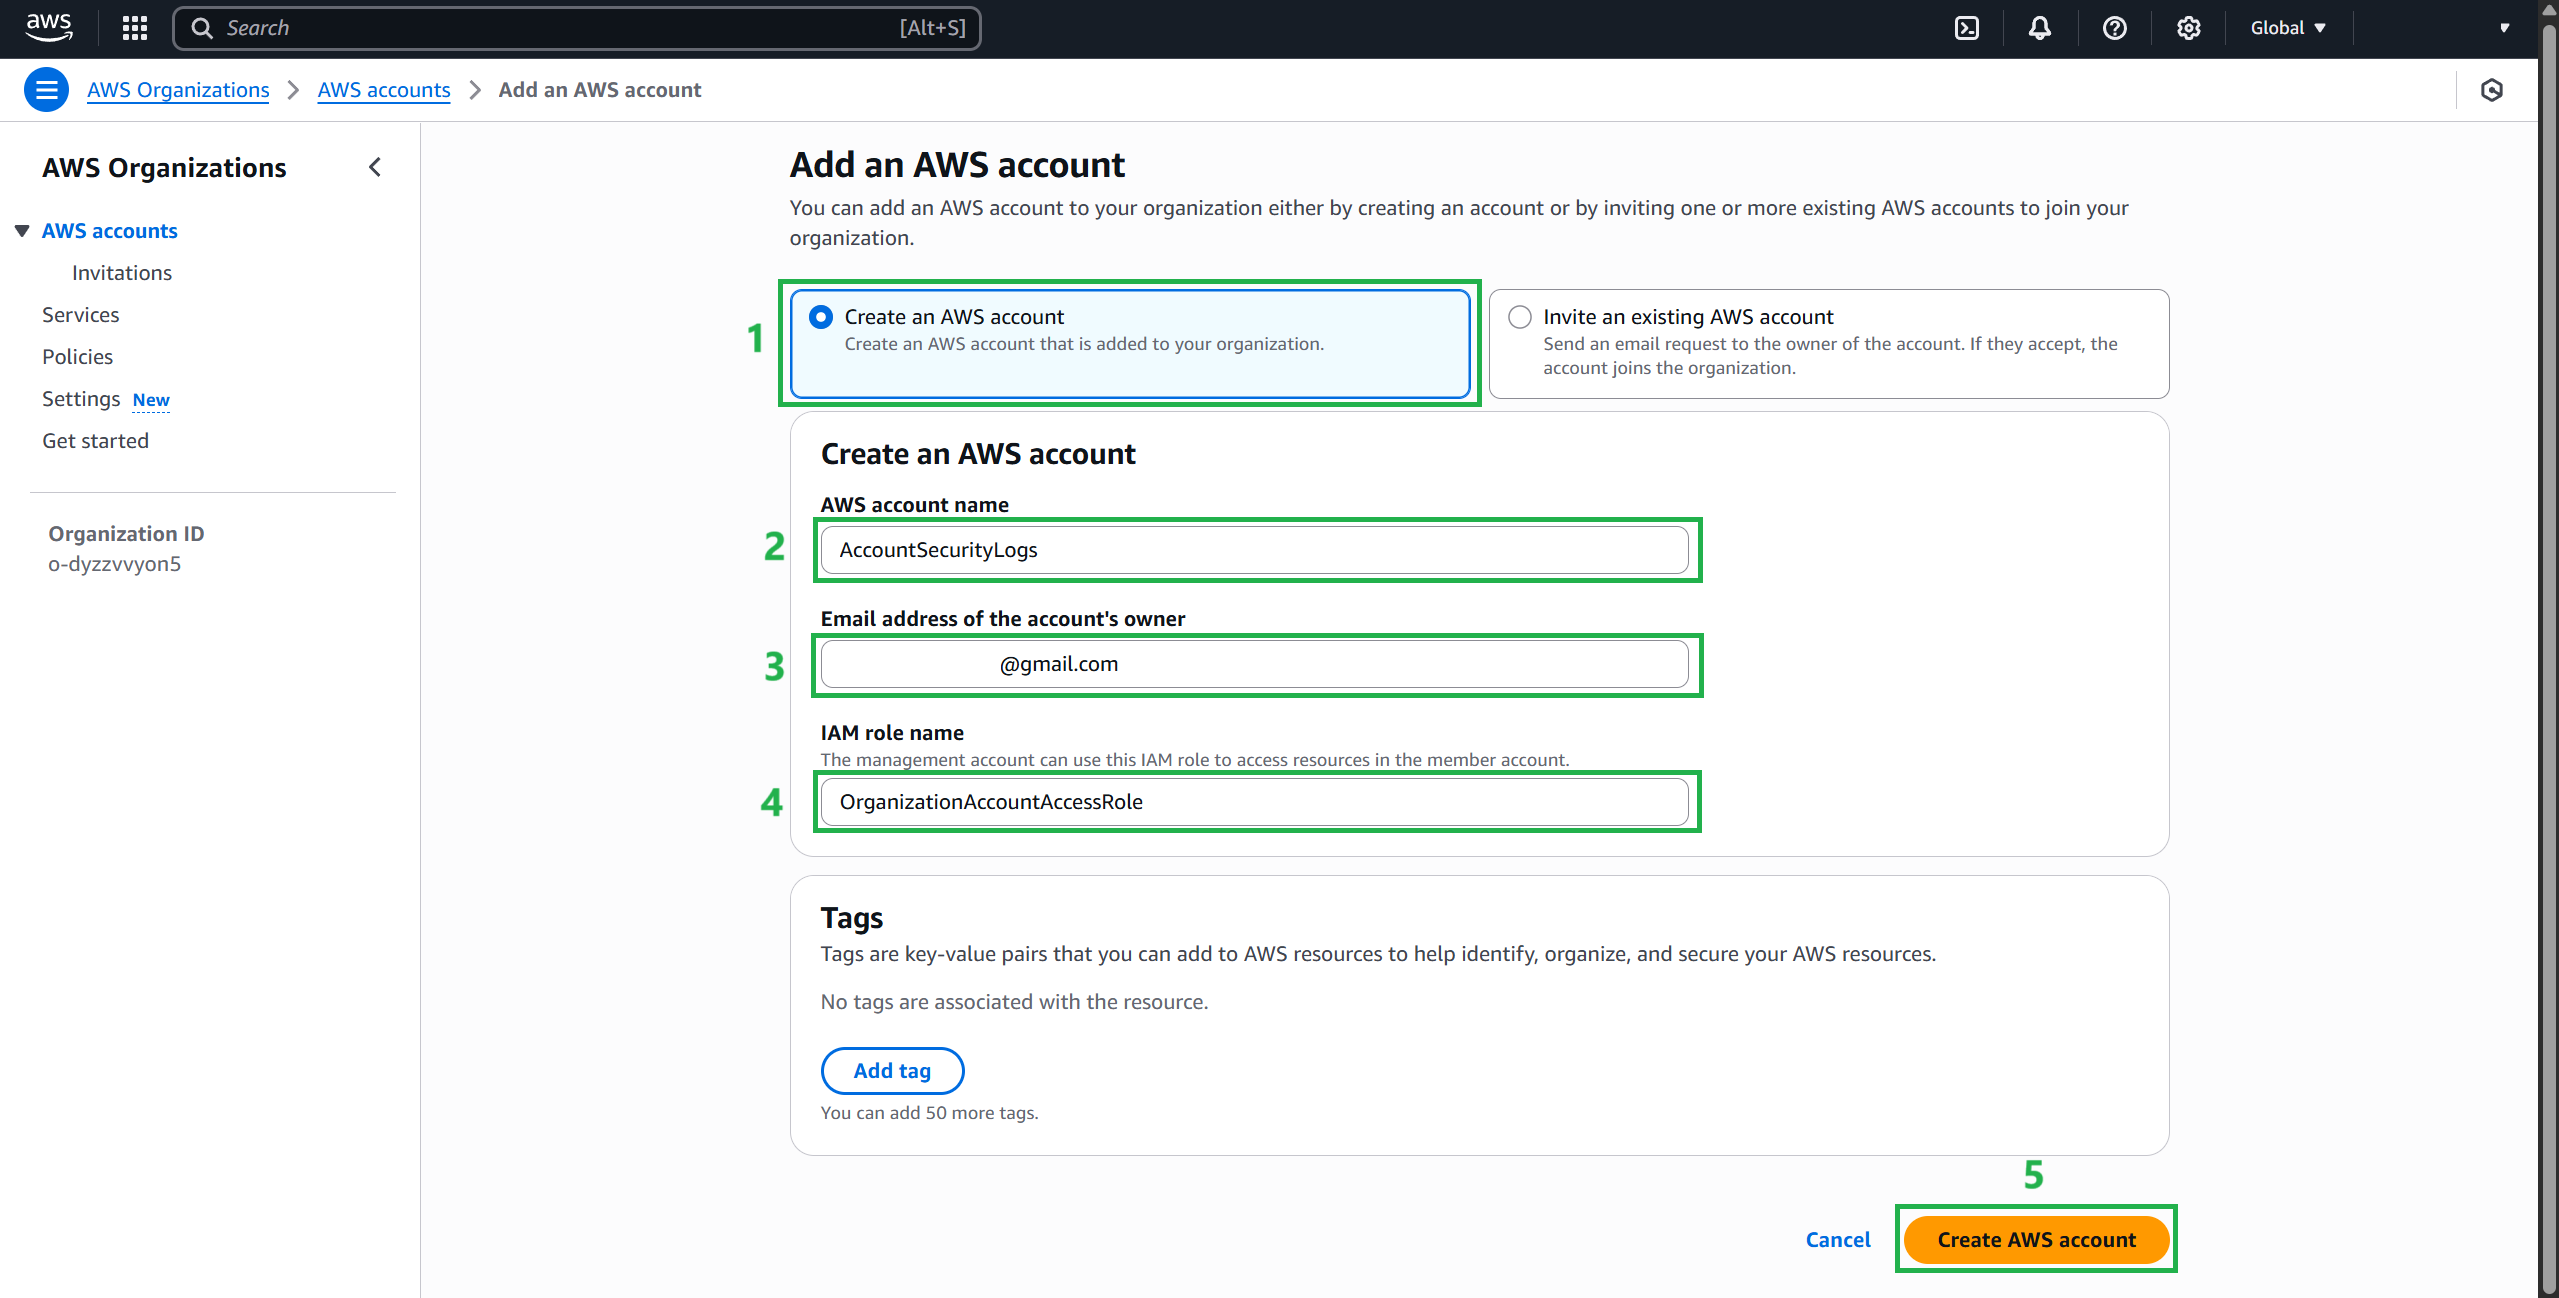 aws
Search [Alt+S]
Global
AWS Organizations > AWS accounts > Add an AWS account
AWS Organizations
AWS accounts
Invitations
Services
Policies
Settings New
Get started
Organization ID
o-dyzzvvyon5
Add an AWS account
You can add an AWS account to your organization either by creating an account or by inviting one or more existing AWS accounts to join your
organization.
1
Create an AWS account
Create an AWS account that is added to your organization.
Invite an existing AWS account
Send an email request to the owner of the account. If they accept, the
account joins the organization.
Create an AWS account
AWS account name
2
AccountSecurityLogs
Email address of the account's owner
3
@gmail.com
IAM role name
The management account can use this IAM role to access resources in the member account.
4
OrganizationAccountAccessRole
Tags
Tags are key-value pairs that you can add to AWS resources to help identify, organize, and secure your AWS resources.
No tags are associated with the resource.
Add tag
You can add 50 more tags.
5
Cancel
Create AWS account